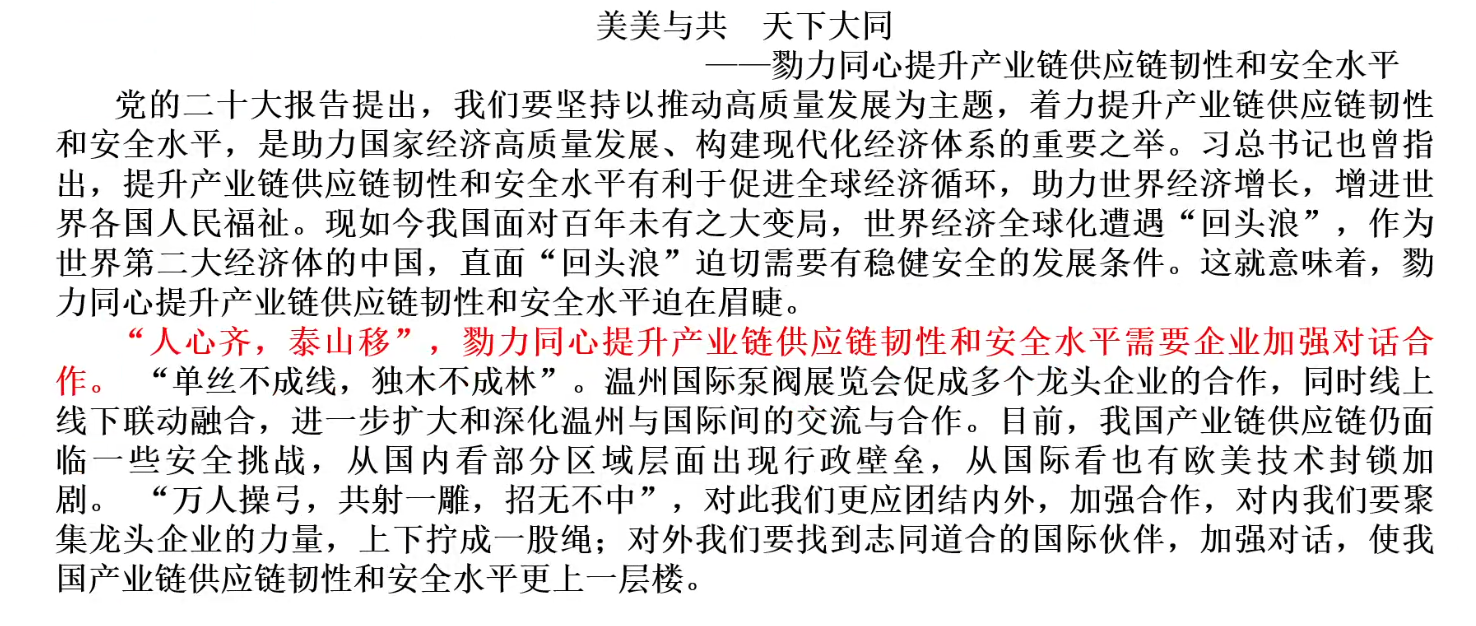 美美与共　天下大同
——勠力同心提升产业链供应链韧性和安全水平
党的二十大报告提出，我们要坚持以推动高质量发展为主题，着力提升产业链供应链韧性
和安全水平，是助力国家经济高质量发展、构建现代化经济体系的重要之举。习总书记也曾指
出，提升产业链供应链韧性和安全水平有利于促进全球经济循环，助力世界经济增长，增进世
界各国人民福祉。现如今我国面对百年未有之大变局，世界经济全球化遭遇“回头浪”，作为
世界第二大经济体的中国，直面“回头浪”迫切需要有稳健安全的发展条件。这就意味着，勠
力同心提升产业链供应链韧性和安全水平迫在眉睫。
“人心齐，泰山移”，勠力同心提升产业链供应链韧性和安全水平需要企业加强对话合
作。“单丝不成线，独木不成林”。温州国际泵阀展览会促成多个龙头企业的合作，同时线上
线下联动融合，进一步扩大和深化温州与国际间的交流与合作。目前，我国产业链供应链仍面
临一些安全挑战，从国内看部分区域层面出现行政壁垒，从国际看也有欧美技术封锁加
剧。“万人操弓，共射一雕，招无不中”，对此我们更应团结内外，加强合作，对内我们要聚
集龙头企业的力量，上下拧成一股绳；对外我们要找到志同道合的国际伙伴，加强对话，使我
国产业链供应链韧性和安全水平更上一层楼。